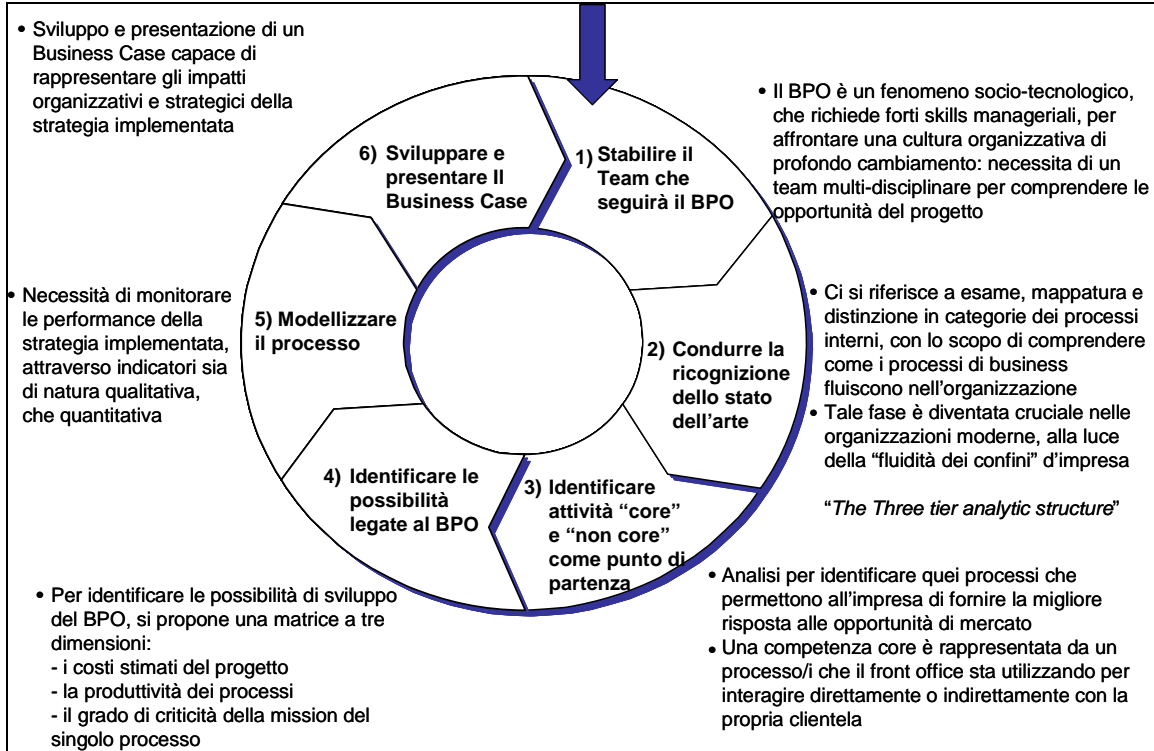 • Sviluppo e presentazione di un
Business Case capace di
rappresentare gli impatti
organizzativi e strategici della
strategia implementata
6) Sviluppare e
presentare Il
Business Case
1) Stabilire il
Team che
seguirà il BPO
• Il BPO è un fenomeno socio-tecnologico,
che richiede forti skills manageriali, per
affrontare una cultura organizzativa di
profondo cambiamento: necessita di un
team multi-disciplinare per comprendere le
opportunità del progetto
• Necessità di monitorare
le performance della
strategia implementata,
attraverso indicatori sia
di natura qualitativa,
che quantitativa
5) Modellizzare
il processo
2) Condurre la
ricognizione
dello stato
dell'arte
• Ci si riferisce a esame, mappatura e
distinzione in categorie dei processi
interni, con lo scopo di comprendere
come i processi di business
fluiscono nell'organizzazione
• Tale fase è diventata cruciale nelle
organizzazioni moderne, alla luce
della "fluidità dei confini" d'impresa
"The Three tier analytic structure"
4) Identificare le
possibilità
legate al BPO
3) Identificare
attività "core"
e "non core"
come punto di
partenza
• Per identificare le possibilità di sviluppo
del BPO, si propone una matrice a tre
dimensioni:
- i costi stimati del progetto
- la produttività dei processi
- il grado di criticità della mission del
singolo processo
• Analisi per identificare quei processi che
permettono all'impresa di fornire la migliore
risposta alle opportunità di mercato
• Una competenza core è rappresentata da un
processo/i che il front office sta utilizzando per
interagire direttamente o indirettamente con la
propria clientela